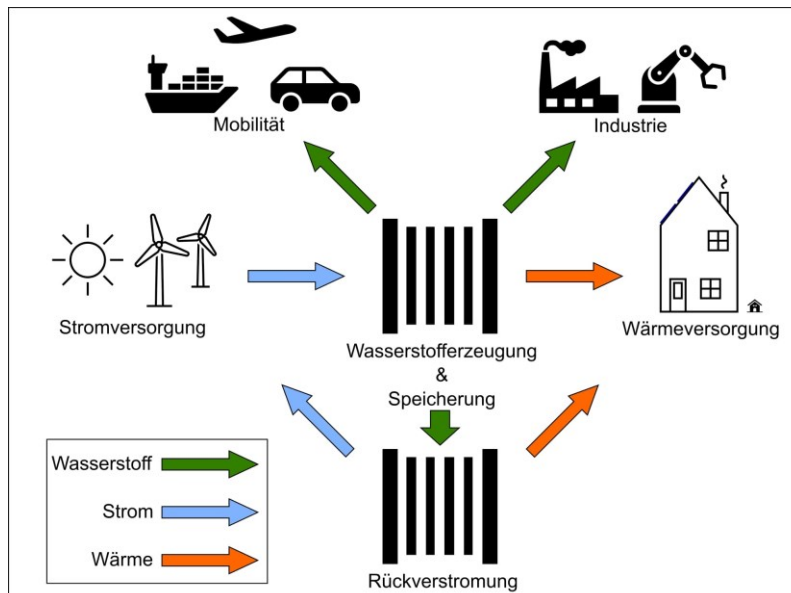 Mobilität
Industrie
Stromversorgung
Wasserstofferzeugung
&
Speicherung
Wärmeversorgung
Wasserstoff
Strom
Wärme
Rückverstromung